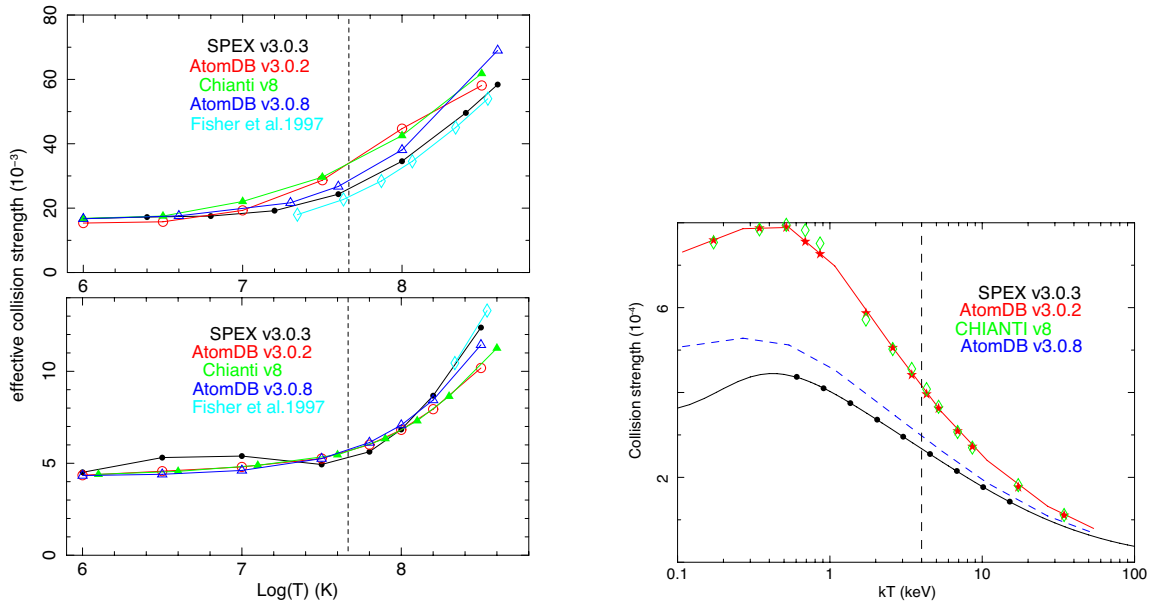 effective collision strength (10⁻³)
80
60
40
20
0
SPEX v3.0.3
AtomDB v3.0.2
Chianti v8
AtomDB v3.0.8
Fisher et al.1997
6
7
8
10
5
0
SPEX v3.0.3
AtomDB v3.0.2
Chianti v8
AtomDB v3.0.8
Fisher et al.1997
6
7
8
Log(T) (K)
Collision strength (10⁻⁴)
6
2
SPEX v3.0.3
AtomDB v3.0.2
CHIANTI v8
AtomDB v3.0.8
0.1
1
10
100
kT (keV)